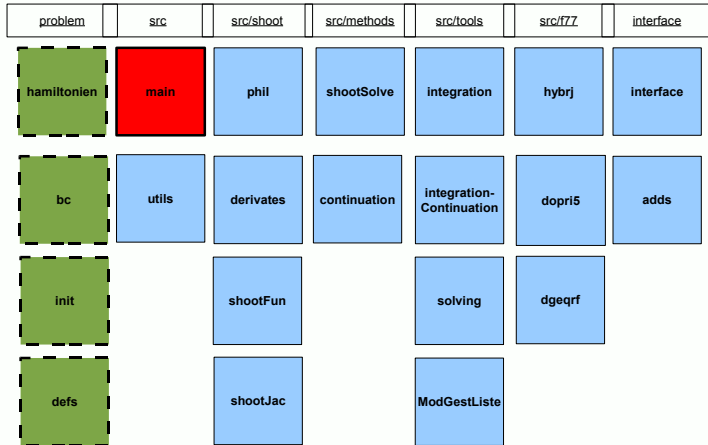 problem src src/shoot src/methods src/tools src/f77 interface
hamiltonien main phiI shootSolve integration hybrj interface
bc utils derivates continuation integration-
Continuation dopri5 adds
init shootFun solving dgeqrf
defs shootJac ModGestListe